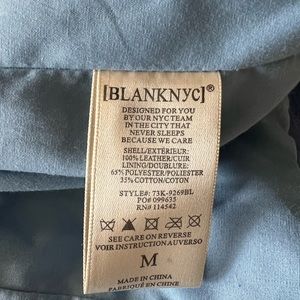 [BLANKNYC]®
DESIGNED FOR YOU
BY OUR NYC TEAM
IN THE CITY THAT
NEVER SLEEPS
BECAUSE WE CARE
SHELL/EXTÉRIEUR:
100% LEATHER/CUIR
LINING/DOUBLURE:
65% POLYESTER/POLIESTER
35% COTTON/COTON
STYLE#: 73K-9269BL
PO# 099635
RN# 114542
SEE CARE ON REVERSE
VOIR INSTRUCTION AU VERSO
M
MADE IN CHINA
FABRIQUÉ EN CHINE